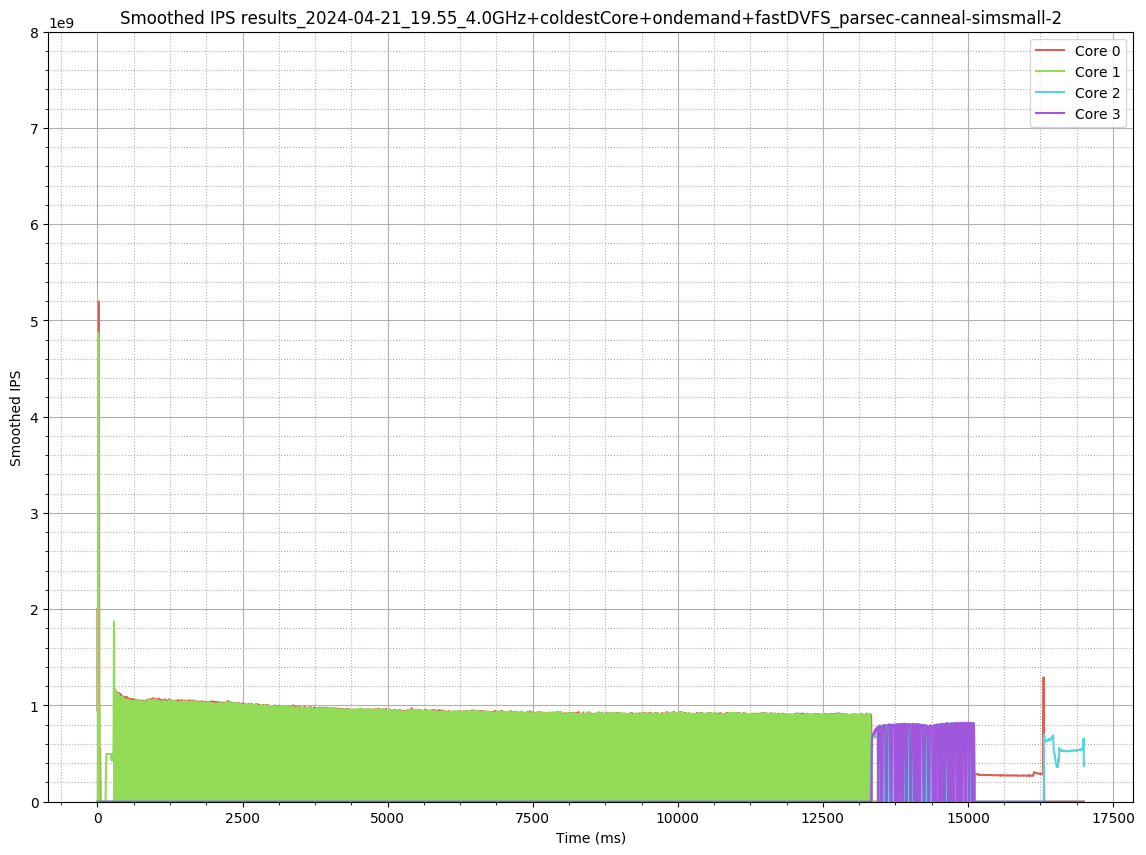 Smoothed IPS results_2024-04-21_19.55_4.0GHz+coldestCore+ondemand+fastDVFS_parsec-canneal-simsmall-2
1e9
8
7
6
5
4
3
2
1
0
Smoothed IPS
Core 0
Core 1
Core 2
Core 3
0 2500 5000 7500 10000 12500 15000 17500
Time (ms)